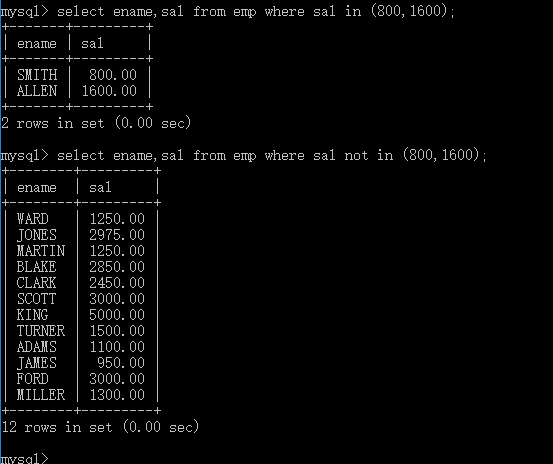 mysql> select ename,sal from emp where sal in (800,1600);
+-------+---------+
| ename | sal     |
+-------+---------+
| SMITH |  800.00 |
| ALLEN | 1600.00 |
+-------+---------+
2 rows in set (0.00 sec)
mysql> select ename,sal from emp where sal not in (800,1600);
+--------+---------+
| ename  | sal     |
+--------+---------+
| WARD   | 1250.00 |
| JONES  | 2975.00 |
| MARTIN | 1250.00 |
| BLAKE  | 2850.00 |
| CLARK  | 2450.00 |
| SCOTT  | 3000.00 |
| KING   | 5000.00 |
| TURNER | 1500.00 |
| ADAMS  | 1100.00 |
| JAMES  |  950.00 |
| FORD   | 3000.00 |
| MILLER | 1300.00 |
+--------+---------+
12 rows in set (0.00 sec)
mysql>